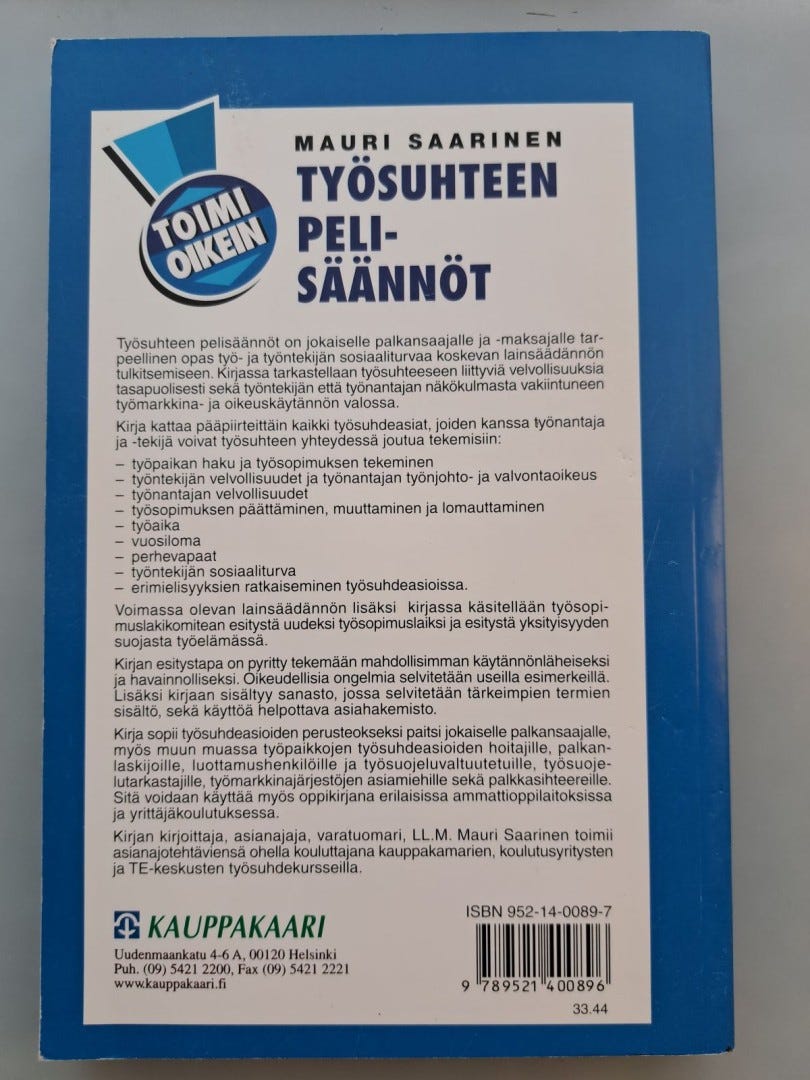 MAURI SAARINEN
TYÖSUHTEEN
PELI-
SÄÄNNÖT
TOIMI
OIKEIN
Työsuhteen pelisäännöt on jokaiselle palkansaajalle ja -maksajalle tar-
peellinen opas työ- ja työntekijän sosiaaliturvaa koskevan lainsäädännön
tulkitsemiseen. Kirjassa tarkastellaan työsuhteeseen liittyviä velvollisuuksia
tasapuolisesti sekä työntekijän että työnantajan näkökulmasta vakiintuneen
työmarkkina- ja oikeuskäytännön valossa.
Kirja kattaa pääpiirteittäin kaikki työsuhdeasiat, joiden kanssa työnantaja
ja -tekijä voivat työsuhteen yhteydessä joutua tekemisiin:
– työpaikan haku ja työsopimuksen tekeminen
– työntekijän velvollisuudet ja työnantajan työnjohto- ja valvontaoikeus
– työnantajan velvollisuudet
– työsopimuksen päättäminen, muuttaminen ja lomauttaminen
– työaika
– vuosiloma
– perhevapaat
– työntekijän sosiaaliturva
– erimielisyyksien ratkaiseminen työsuhdeasioissa.
Voimassa olevan lainsäädännön lisäksi kirjassa käsitellään työsopi-
muslakikomitean esitystä uudeksi työsopimuslaiksi ja esitystä yksityisyyden
suojasta työelämässä.
Kirjan esitystapa on pyritty tekemään mahdollisimman käytännönläheiseksi
ja havainnolliseksi. Oikeudellisia ongelmia selvitetään useilla esimerkeillä.
Lisäksi kirjaan sisältyy sanasto, jossa selvitetään tärkeimpien termien
sisältö, sekä käyttöä helpottava asiahakemisto.
Kirja sopii työsuhdeasioiden perusteokseksi paitsi jokaiselle palkansaajalle,
myös muun muassa työpaikkojen työsuhdeasioiden hoitajille, palkan-
laskijoille, luottamushenkilöille ja työsuojeluvaltuutetuille, työsuoje-
lutarkastajille, työmarkkinajärjestöjen asiamiehille sekä palkkasihteereille.
Sitä voidaan käyttää myös oppikirjana erilaisissa ammattioppilaitoksissa
ja yrittäjäkoulutuksessa.
Kirjan kirjoittaja, asianajaja, varatuomari, LL.M. Mauri Saarinen toimii
asianajotehtäviensä ohella kouluttajana kauppakamarien, koulutusyritysten
ja TE-keskusten työsuhdekursseilla.
KAUPPAKAARI
Uudenmaankatu 4-6 A, 00120 Helsinki
Puh. (09) 5421 2200, Fax (09) 5421 2221
www.kauppakaari.fi
ISBN 952-14-0089-7
9 789521 400896
33.44